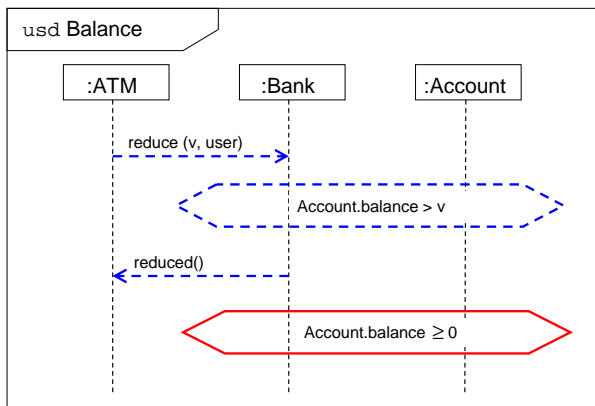 usd Balance
:ATM :Bank :Account
reduce (v, user)
Account.balance > v
reduced()
Account.balance ≥ 0